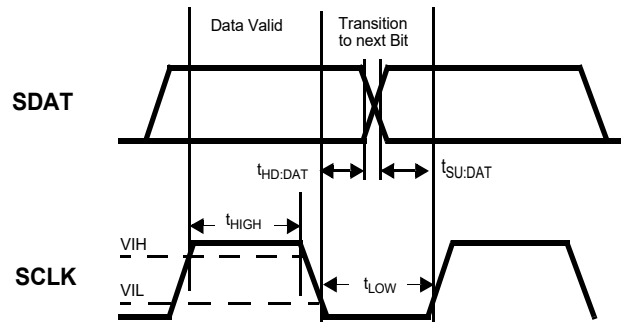 Data Valid
Transition
to next Bit
SDAT
tHD:DAT
tSU:DAT
tHIGH
VIH
SCLK
VIL
tLOW